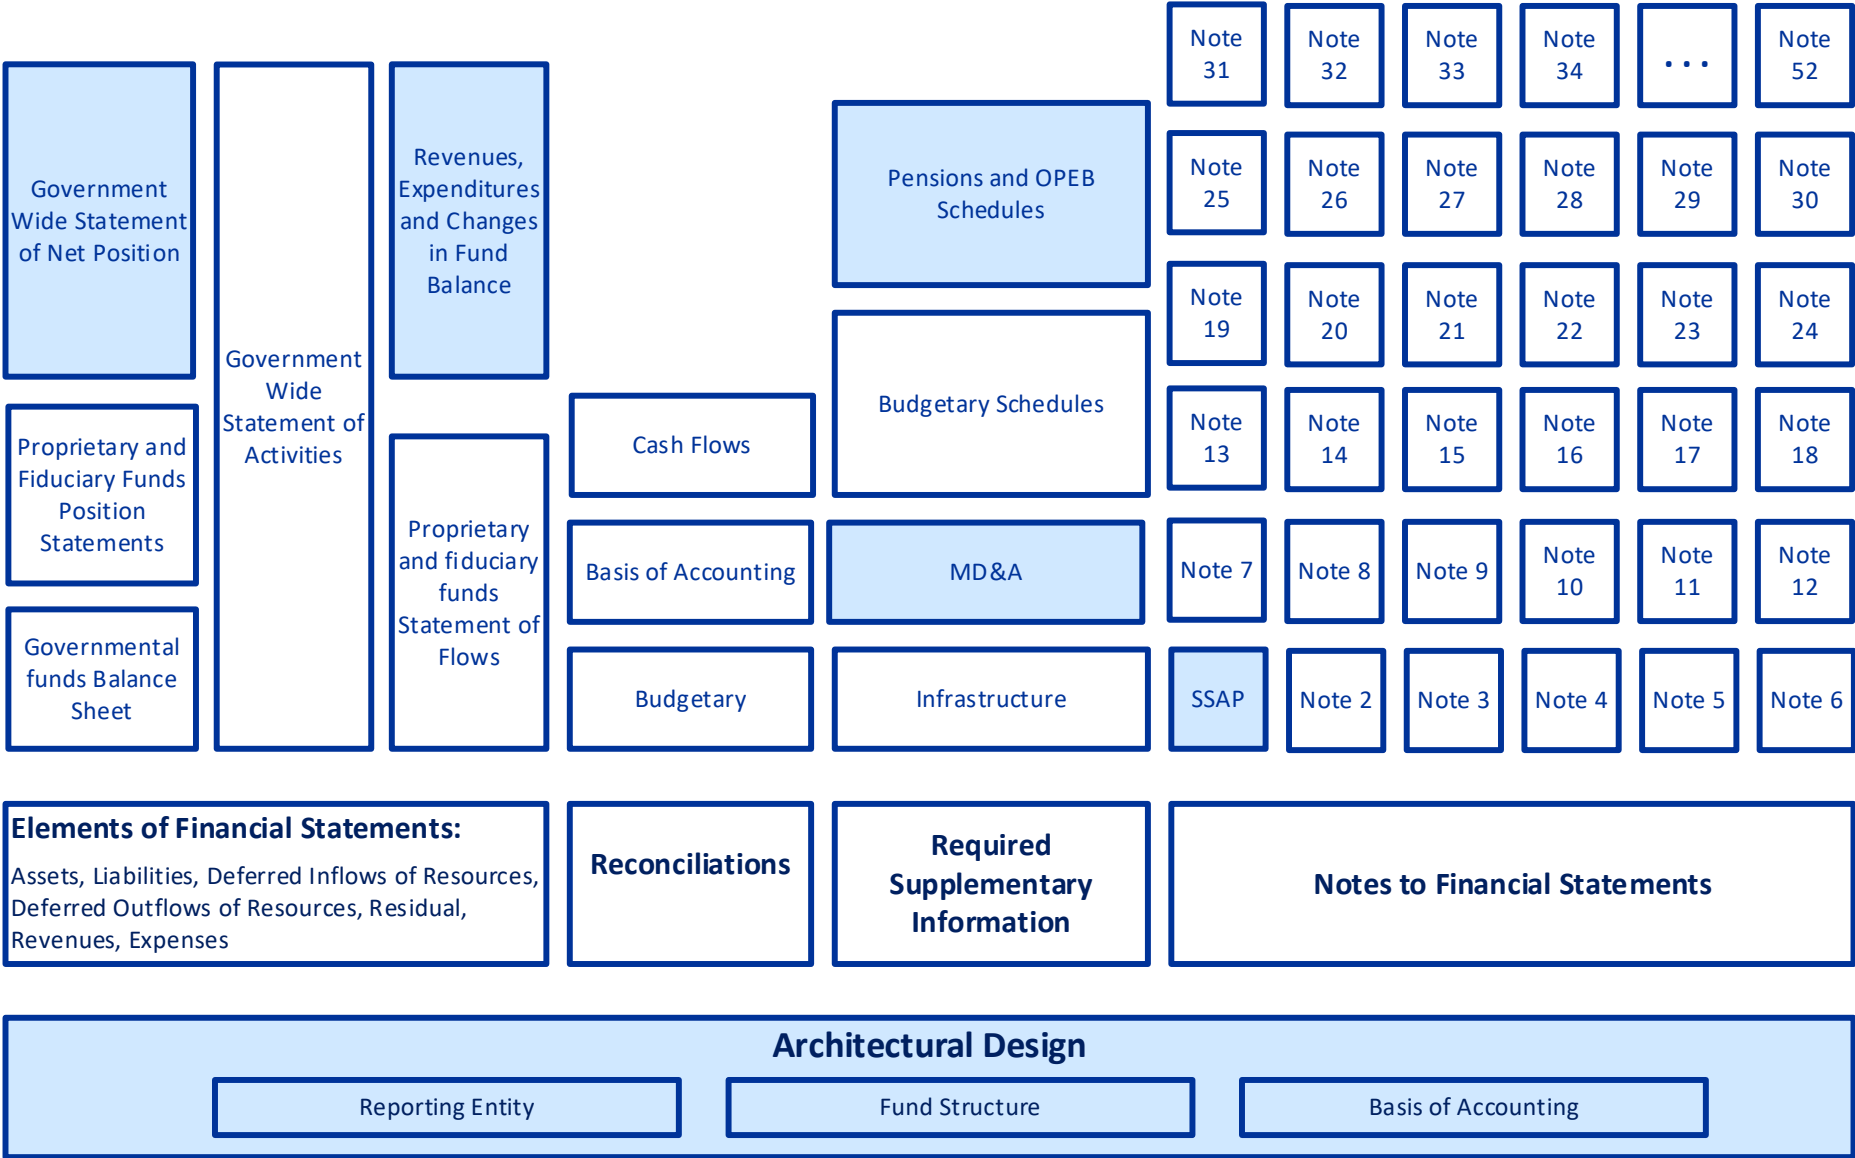 Note
31
Note
32
Note
33
Note
34
...
Note
52
Government
Wide Statement
of Net Position
Government
Wide
Statement of
Activities
Revenues,
Expenditures
and Changes
in Fund
Balance
Pensions and OPEB
Schedules
Note
25
Note
26
Note
27
Note
28
Note
29
Note
30
Note
19
Note
20
Note
21
Note
22
Note
23
Note
24
Proprietary and
Fiduciary Funds
Position
Statements
Proprietary
and fiduciary
funds
Statement of
Flows
Cash Flows
Budgetary Schedules
Note
13
Note
14
Note
15
Note
16
Note
17
Note
18
Basis of Accounting
MD&A
Note 7
Note 8
Note 9
Note
10
Note
11
Note
12
Governmental
funds Balance
Sheet
Budgetary
Infrastructure
SSAP
Note 2
Note 3
Note 4
Note 5
Note 6
Elements of Financial Statements:
Assets, Liabilities, Deferred Inflows of Resources,
Deferred Outflows of Resources, Residual,
Revenues, Expenses
Reconciliations
Required
Supplementary
Information
Notes to Financial Statements
Architectural Design
Reporting Entity
Fund Structure
Basis of Accounting